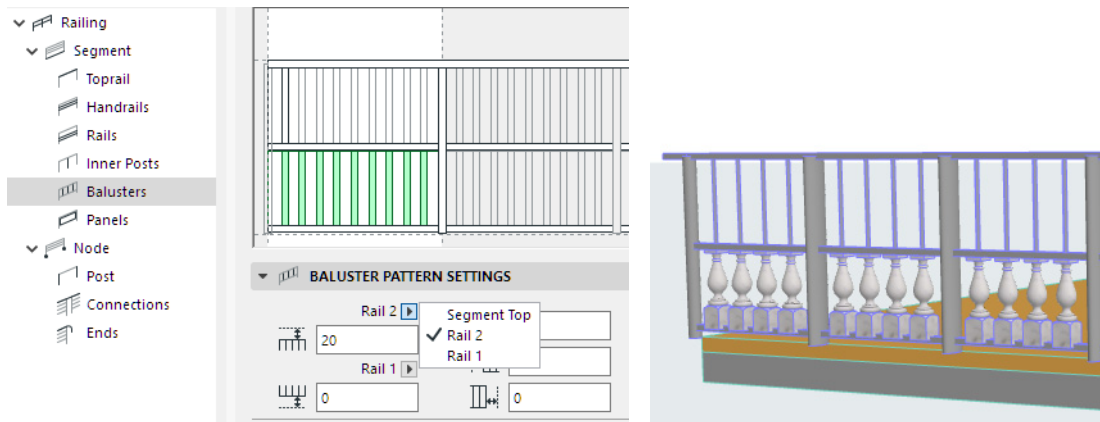 Railing
Segment
Toprail
Handrails
Rails
Inner Posts
Balusters
Panels
Node
Post
Connections
Ends
BALUSTER PATTERN SETTINGS
Rail 2
Segment Top
Rail 2
Rail 1
20
Rail 1
0
0